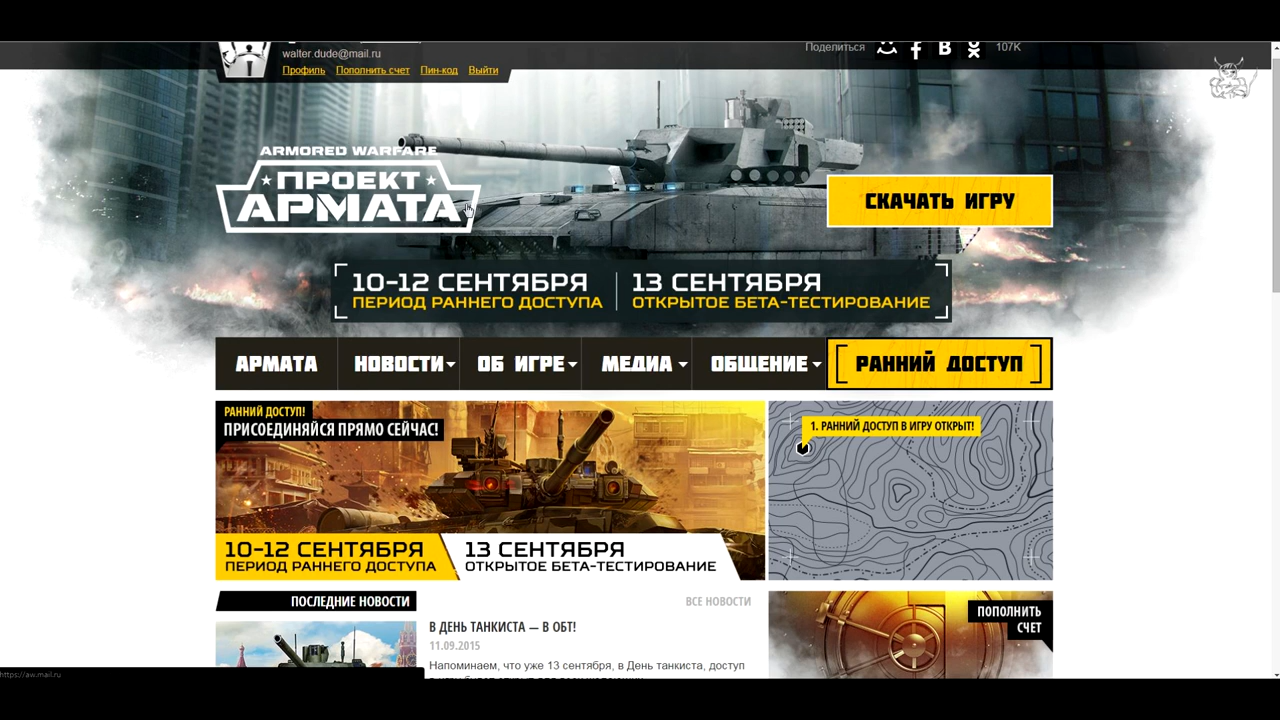 walter.dude@mail.ru
Поделиться
107K
Профиль Пополнить счет Пин-код Выйти
ARMORED WARFARE
ПРОЕКТ
АРМАТА
СКАЧАТЬ ИГРУ
10-12 СЕНТЯБРЯ
ПЕРИОД РАННЕГО ДОСТУПА
13 СЕНТЯБРЯ
ОТКРЫТОЕ БЕТА-ТЕСТИРОВАНИЕ
АРМАТА НОВОСТИ ОБ ИГРЕ МЕДИА ОБЩЕНИЕ РАННИЙ ДОСТУП
РАННИЙ ДОСТУП!
ПРИСОЕДИНЯЙСЯ ПРЯМО СЕЙЧАС!
1. РАННИЙ ДОСТУП В ИГРУ ОТКРЫТ!
10-12 СЕНТЯБРЯ
ПЕРИОД РАННЕГО ДОСТУПА
13 СЕНТЯБРЯ
ОТКРЫТОЕ БЕТА-ТЕСТИРОВАНИЕ
ПОСЛЕДНИЕ НОВОСТИ
ВСЕ НОВОСТИ
ПОПОЛНИТЬ
СЧЕТ
В ДЕНЬ ТАНКИСТА — В ОБТ!
11.09.2015
Напоминаем, что уже 13 сентября, в День танкиста, доступ
https://aw.mail.ru